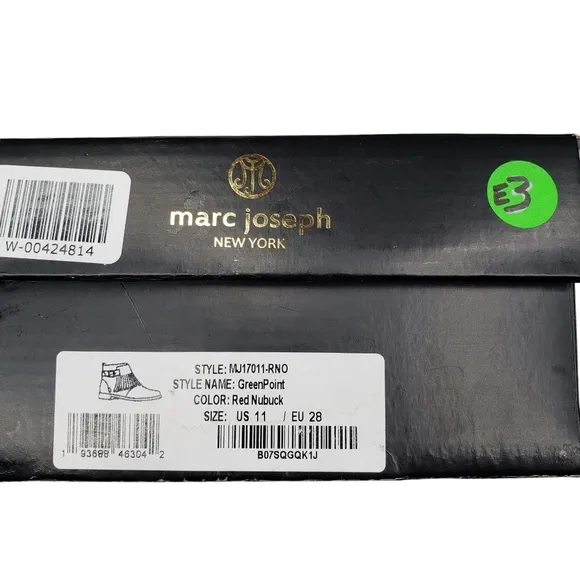 marc joseph
NEW YORK
E3
W-00424814
STYLE: MJ17011-RNO
STYLE NAME: GreenPoint
COLOR: Red Nubuck
SIZE: US 11 / EU 28
1 93688 46304 2
B07SQGQK1J